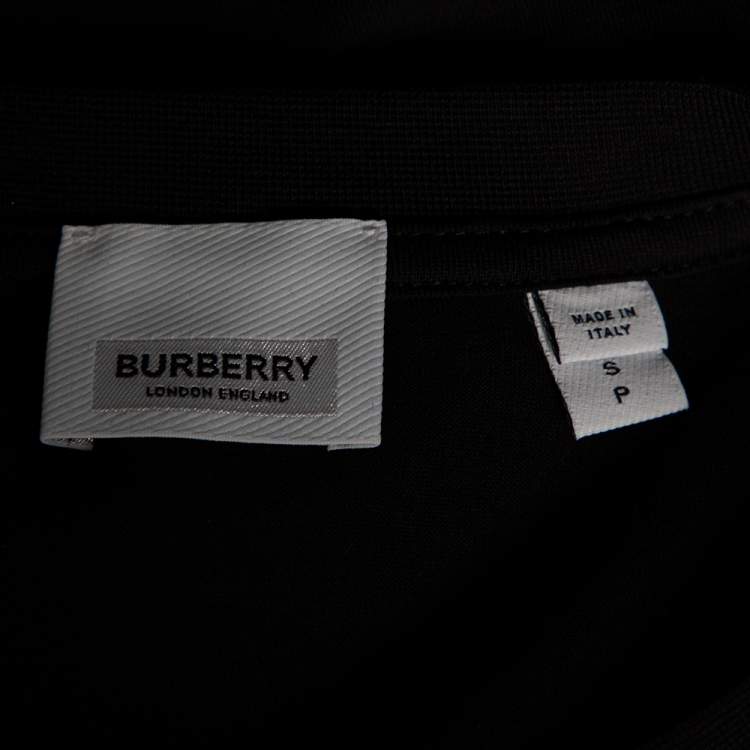 BURBERRY
LONDON ENGLAND
MADE IN
ITALY
S
P